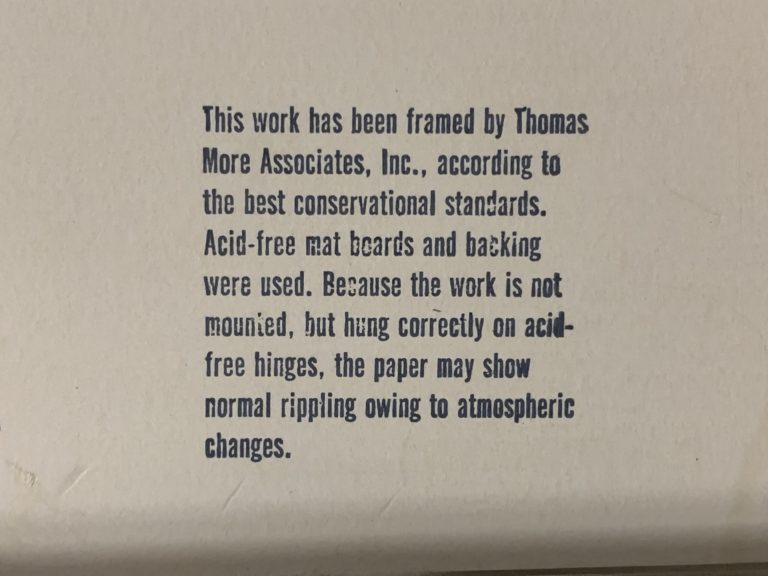 This work has been framed by Thomas
More Associates, Inc., according to
the best conservational standards.
Acid-free mat boards and backing
were used. Because the work is not
mounted, but hung correctly on acid-
free hinges, the paper may show
normal rippling owing to atmospheric
changes.